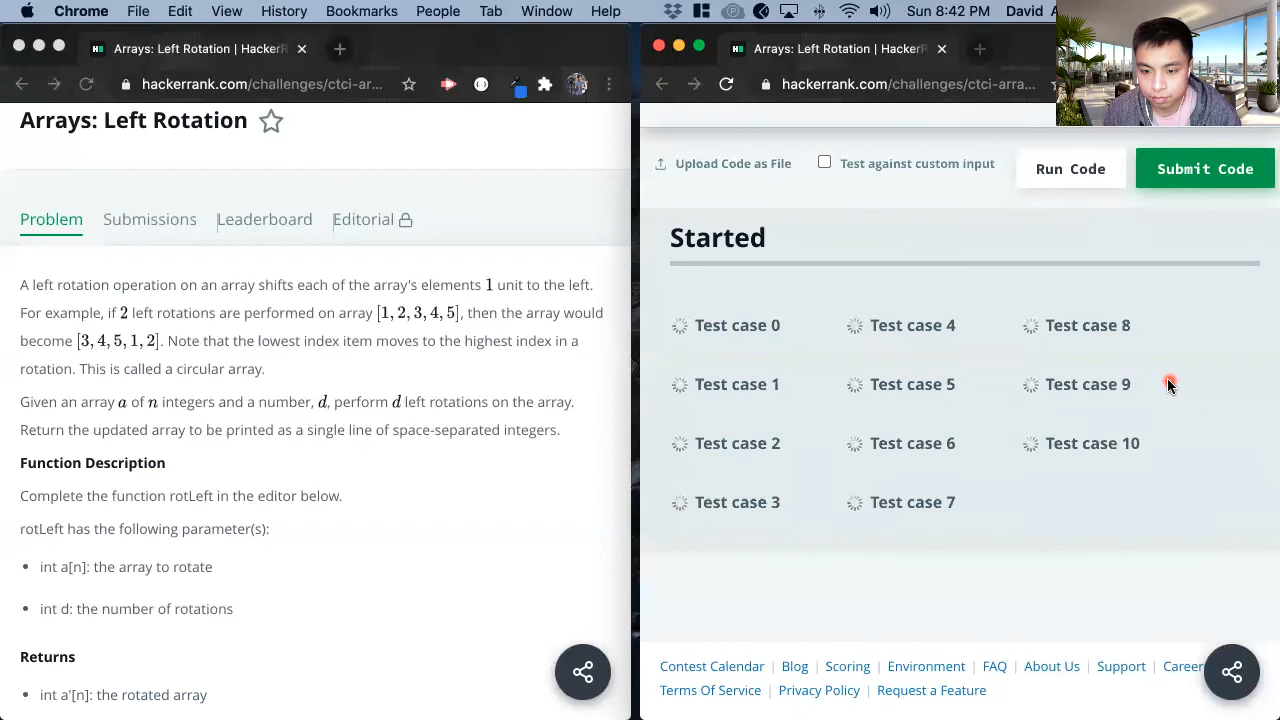 Chrome File Edit View History Bookmarks People Tab Window Help Sun 8:42 PM David
Arrays: Left Rotation | HackerR
Arrays: Left Rotation | HackerR
hackerrank.com/challenges/ctci-ar...
hackerrank.com/challenges/ctci-arra...
Arrays: Left Rotation
Problem Submissions Leaderboard Editorial
A left rotation operation on an array shifts each of the array's elements 1 unit to the left.
For example, if 2 left rotations are performed on array [1, 2, 3, 4, 5], then the array would
become [3, 4, 5, 1, 2]. Note that the lowest index item moves to the highest index in a
rotation. This is called a circular array.
Given an array a of n integers and a number, d, perform d left rotations on the array.
Return the updated array to be printed as a single line of space-separated integers.
Function Description
Complete the function rotLeft in the editor below.
rotLeft has the following parameter(s):
• int a[n]: the array to rotate
• int d: the number of rotations
Returns
• int a'[n]: the rotated array
Upload Code as File Test against custom input Run Code Submit Code
Started
Test case 0 Test case 4 Test case 8
Test case 1 Test case 5 Test case 9
Test case 2 Test case 6 Test case 10
Test case 3 Test case 7
Contest Calendar | Blog | Scoring | Environment | FAQ | About Us | Support | Career
Terms Of Service | Privacy Policy | Request a Feature